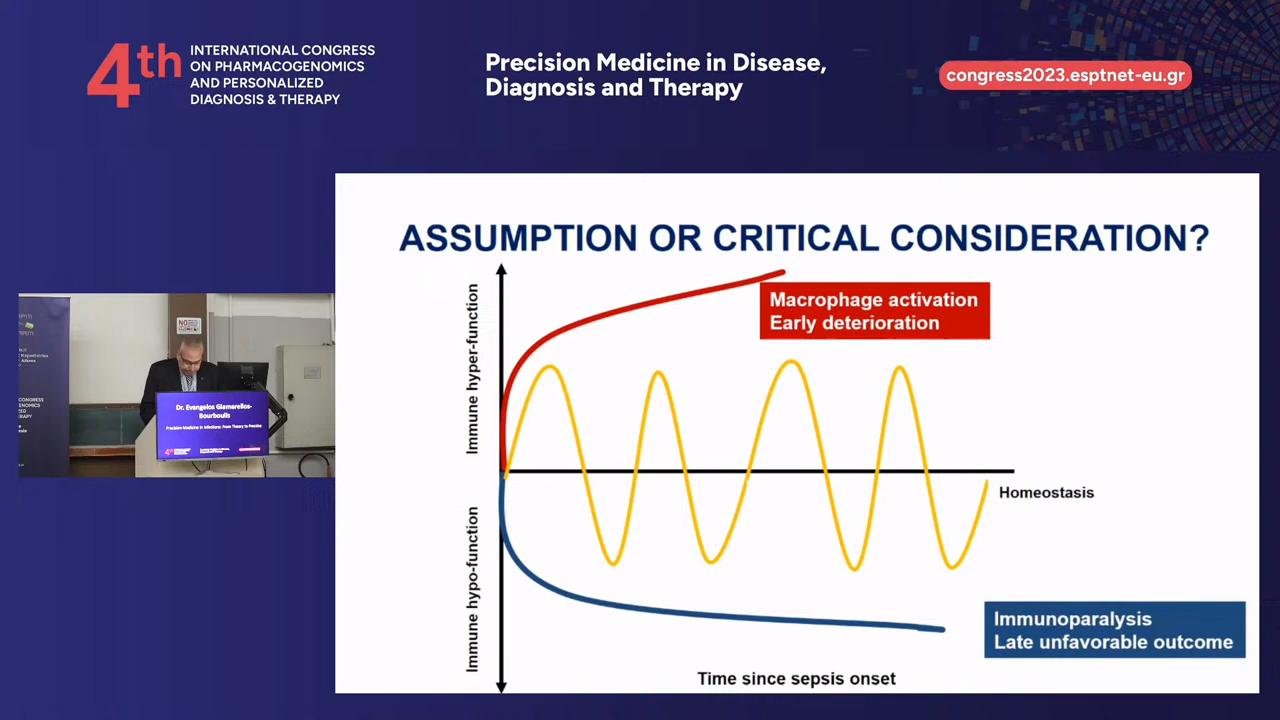 4th
INTERNATIONAL CONGRESS
ON PHARMACOGENOMICS
AND PERSONALIZED
DIAGNOSIS & THERAPY
Precision Medicine in Disease,
Diagnosis and Therapy
congress2023.esptnet-eu.gr
ASSUMPTION OR CRITICAL CONSIDERATION?
Immune hyper-function
Macrophage activation
Early deterioration
Homeostasis
Immune hypo-function
Immunoparalysis
Late unfavorable outcome
Time since sepsis onset
NO
Dr. Evangelos Giamarellos-
Bourboulis
Precision Medicine in Infections: From Theory to Practice
4th